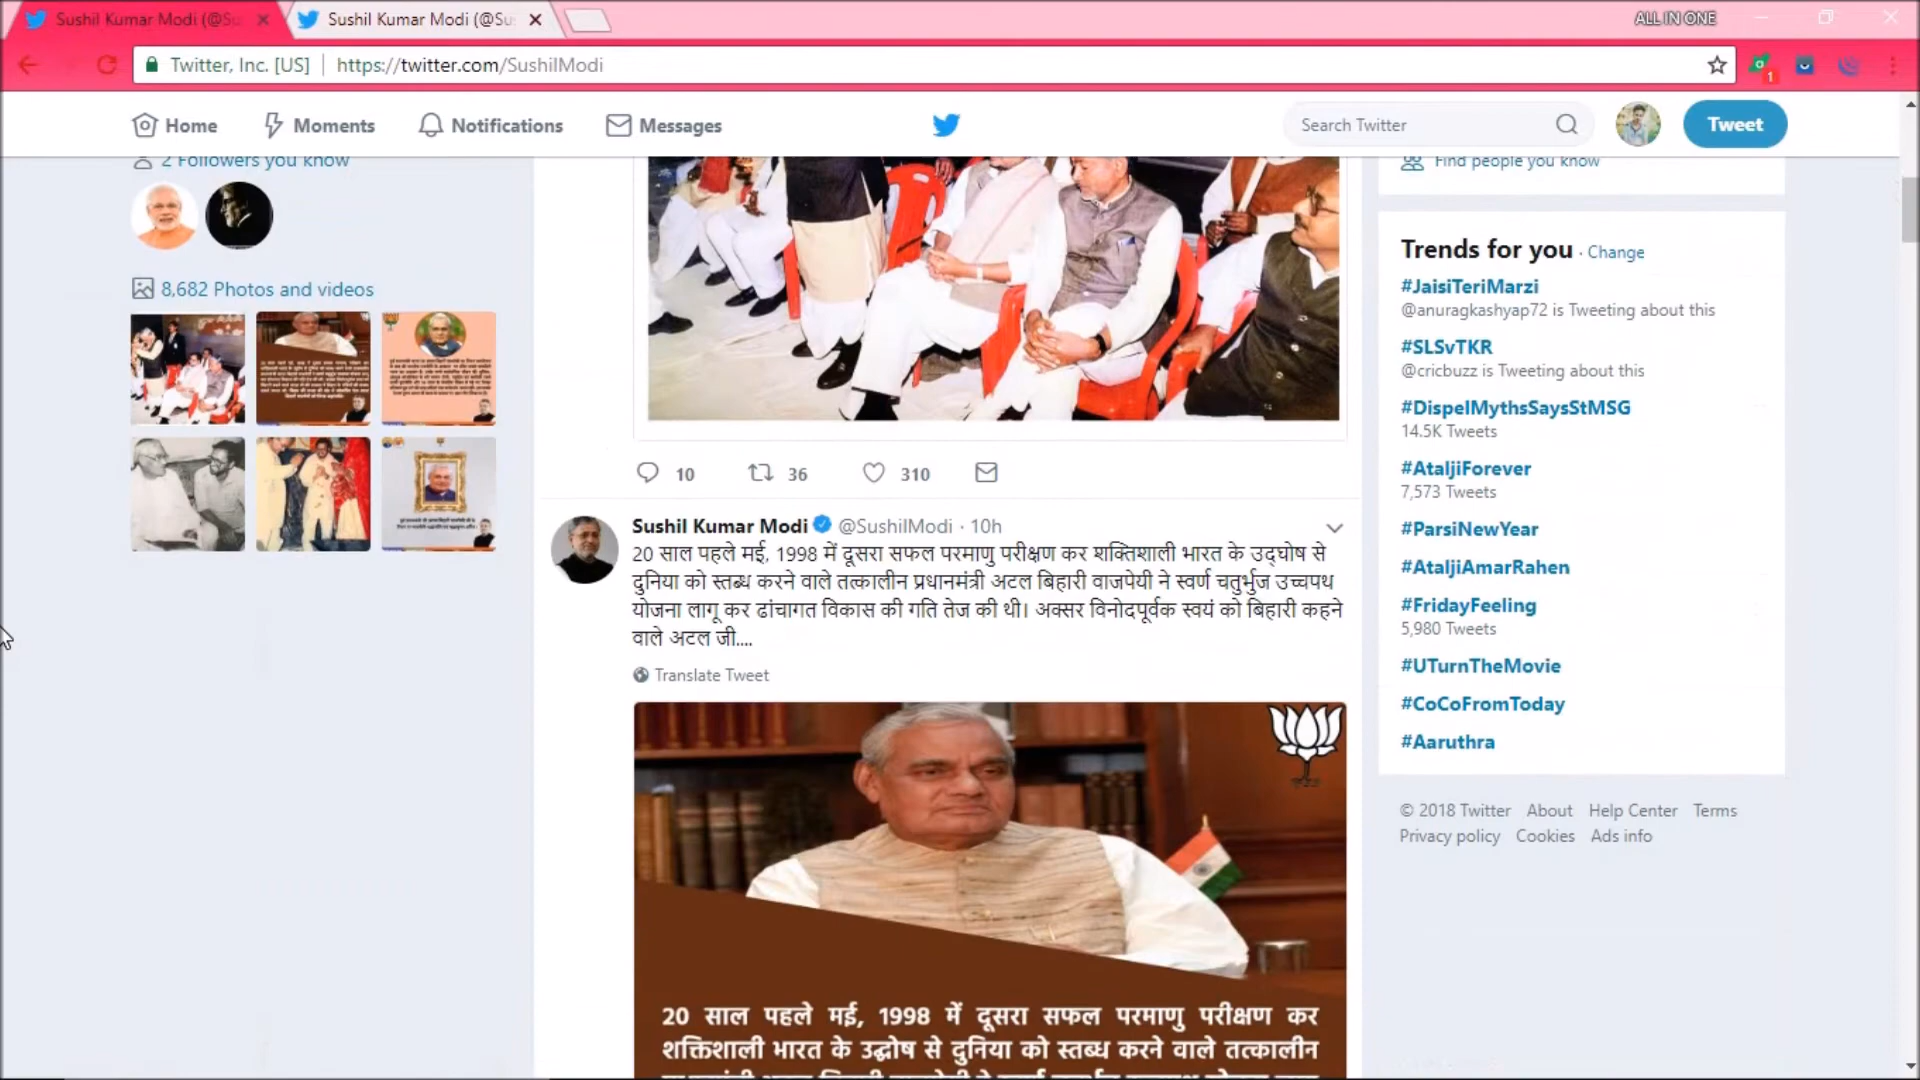 Sushil Kumar Modi (@Su
Sushil Kumar Modi (@Su
ALL IN ONE
Twitter, Inc. [US]
https://twitter.com/SushilModi
1
Home
Moments
Notifications
Messages
Search Twitter
Tweet
2 Followers you know
8,682 Photos and videos
10
36
310
Sushil Kumar Modi @SushilModi · 10h
20 साल पहले मई, 1998 में दूसरा सफल परमाणु परीक्षण कर शक्तिशाली भारत के उद्घोष से
दुनिया को स्तब्ध करने वाले तत्कालीन प्रधानमंत्री अटल बिहारी वाजपेयी ने स्वर्ण चतुर्भुज उच्चपथ
योजना लागू कर ढांचागत विकास की गति तेज की थी। अक्सर विनोदपूर्वक स्वयं को बिहारी कहने
वाले अटल जी....
Translate Tweet
20 साल पहले मई, 1998 में दूसरा सफल परमाणु परीक्षण कर
शक्तिशाली भारत के उद्घोष से दुनिया को स्तब्ध करने वाले तत्कालीन
Find people you know
Trends for you · Change
#JaisiTeriMarzi
@anuragkashyap72 is Tweeting about this
#SLSvTKR
@cricbuzz is Tweeting about this
#DispelMythsSaysStMSG
14.5K Tweets
#AtaljiForever
7,573 Tweets
#ParsiNewYear
#AtaljiAmarRahen
#FridayFeeling
5,980 Tweets
#UTurnTheMovie
#CoCoFromToday
#Aaruthra
© 2018 Twitter About Help Center Terms
Privacy policy Cookies Ads info